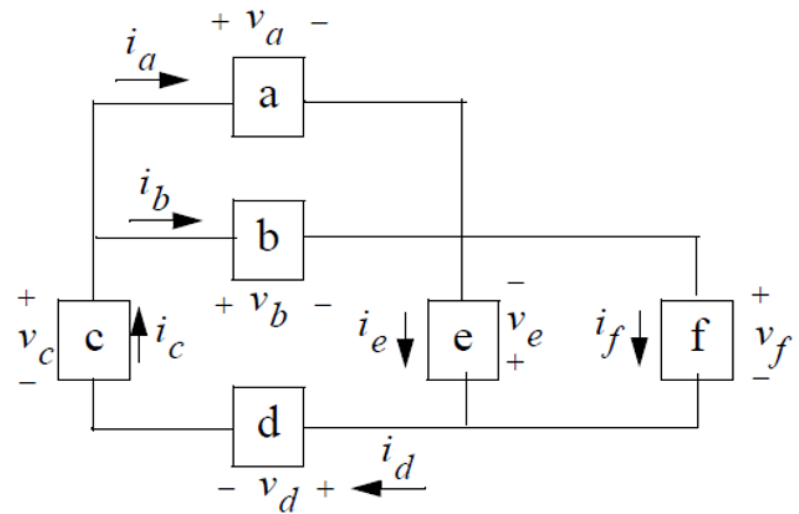 + v_a −
i_a
a
i_b
b
+ v_b −
+
v_c
−
c
i_c
i_e
e
−
v_e
+
i_f
f
+
v_f
−
d
− v_d +
i_d